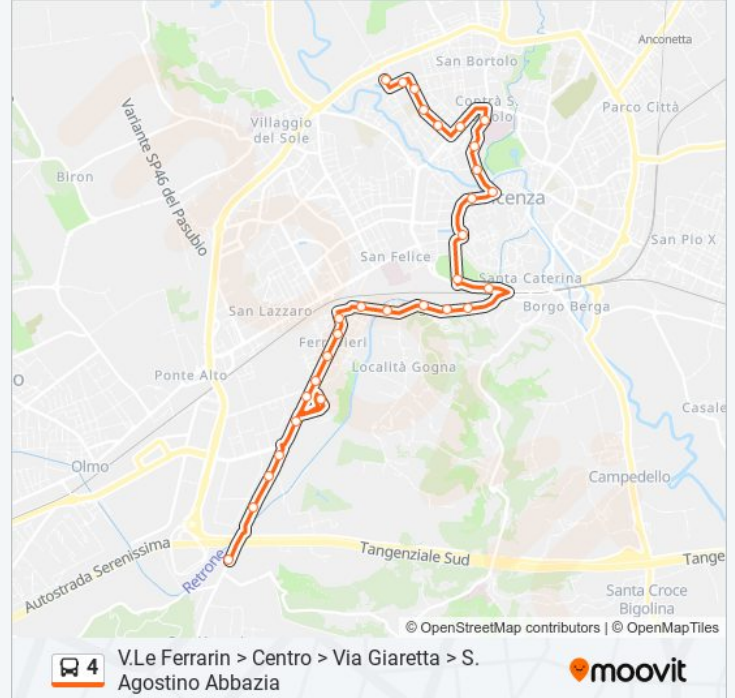 Anconetta
San Bortolo
Contrà S.
Parco Città
Villaggio
del Sole
Variante SP46 del Pasubio
Biron
San Pio X
San Felice
Santa Caterina
Borgo Berga
San Lazzaro
Località Gogna
Ponte Alto
Casale
Olmo
Campedello
Autostrada Serenissima
Retrone
Tangenziale Sud
Tange
Santa Croce
Bigolina
© OpenStreetMap contributors | © OpenMapTiles
4
V.Le Ferrarin > Centro > Via Giaretta > S.
Agostino Abbazia
moovit